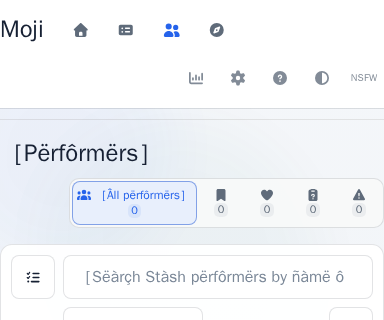 Moji
NSFW
[Përfôrmërs]
[Âll përfôrmërs]
0 0 0 0 0
[Sëàrçh Stàsh përfôrmërs by ñàmë ô